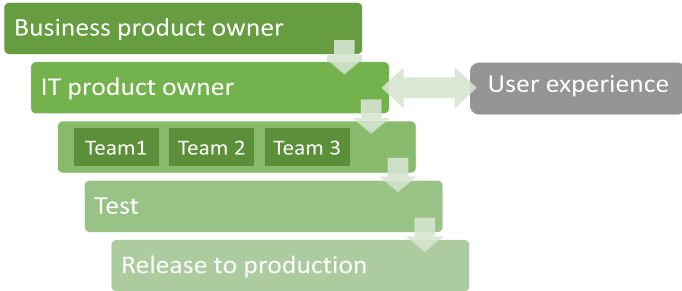 Business product owner
IT product owner
User experience
Team1
Team 2
Team 3
Test
Release to production